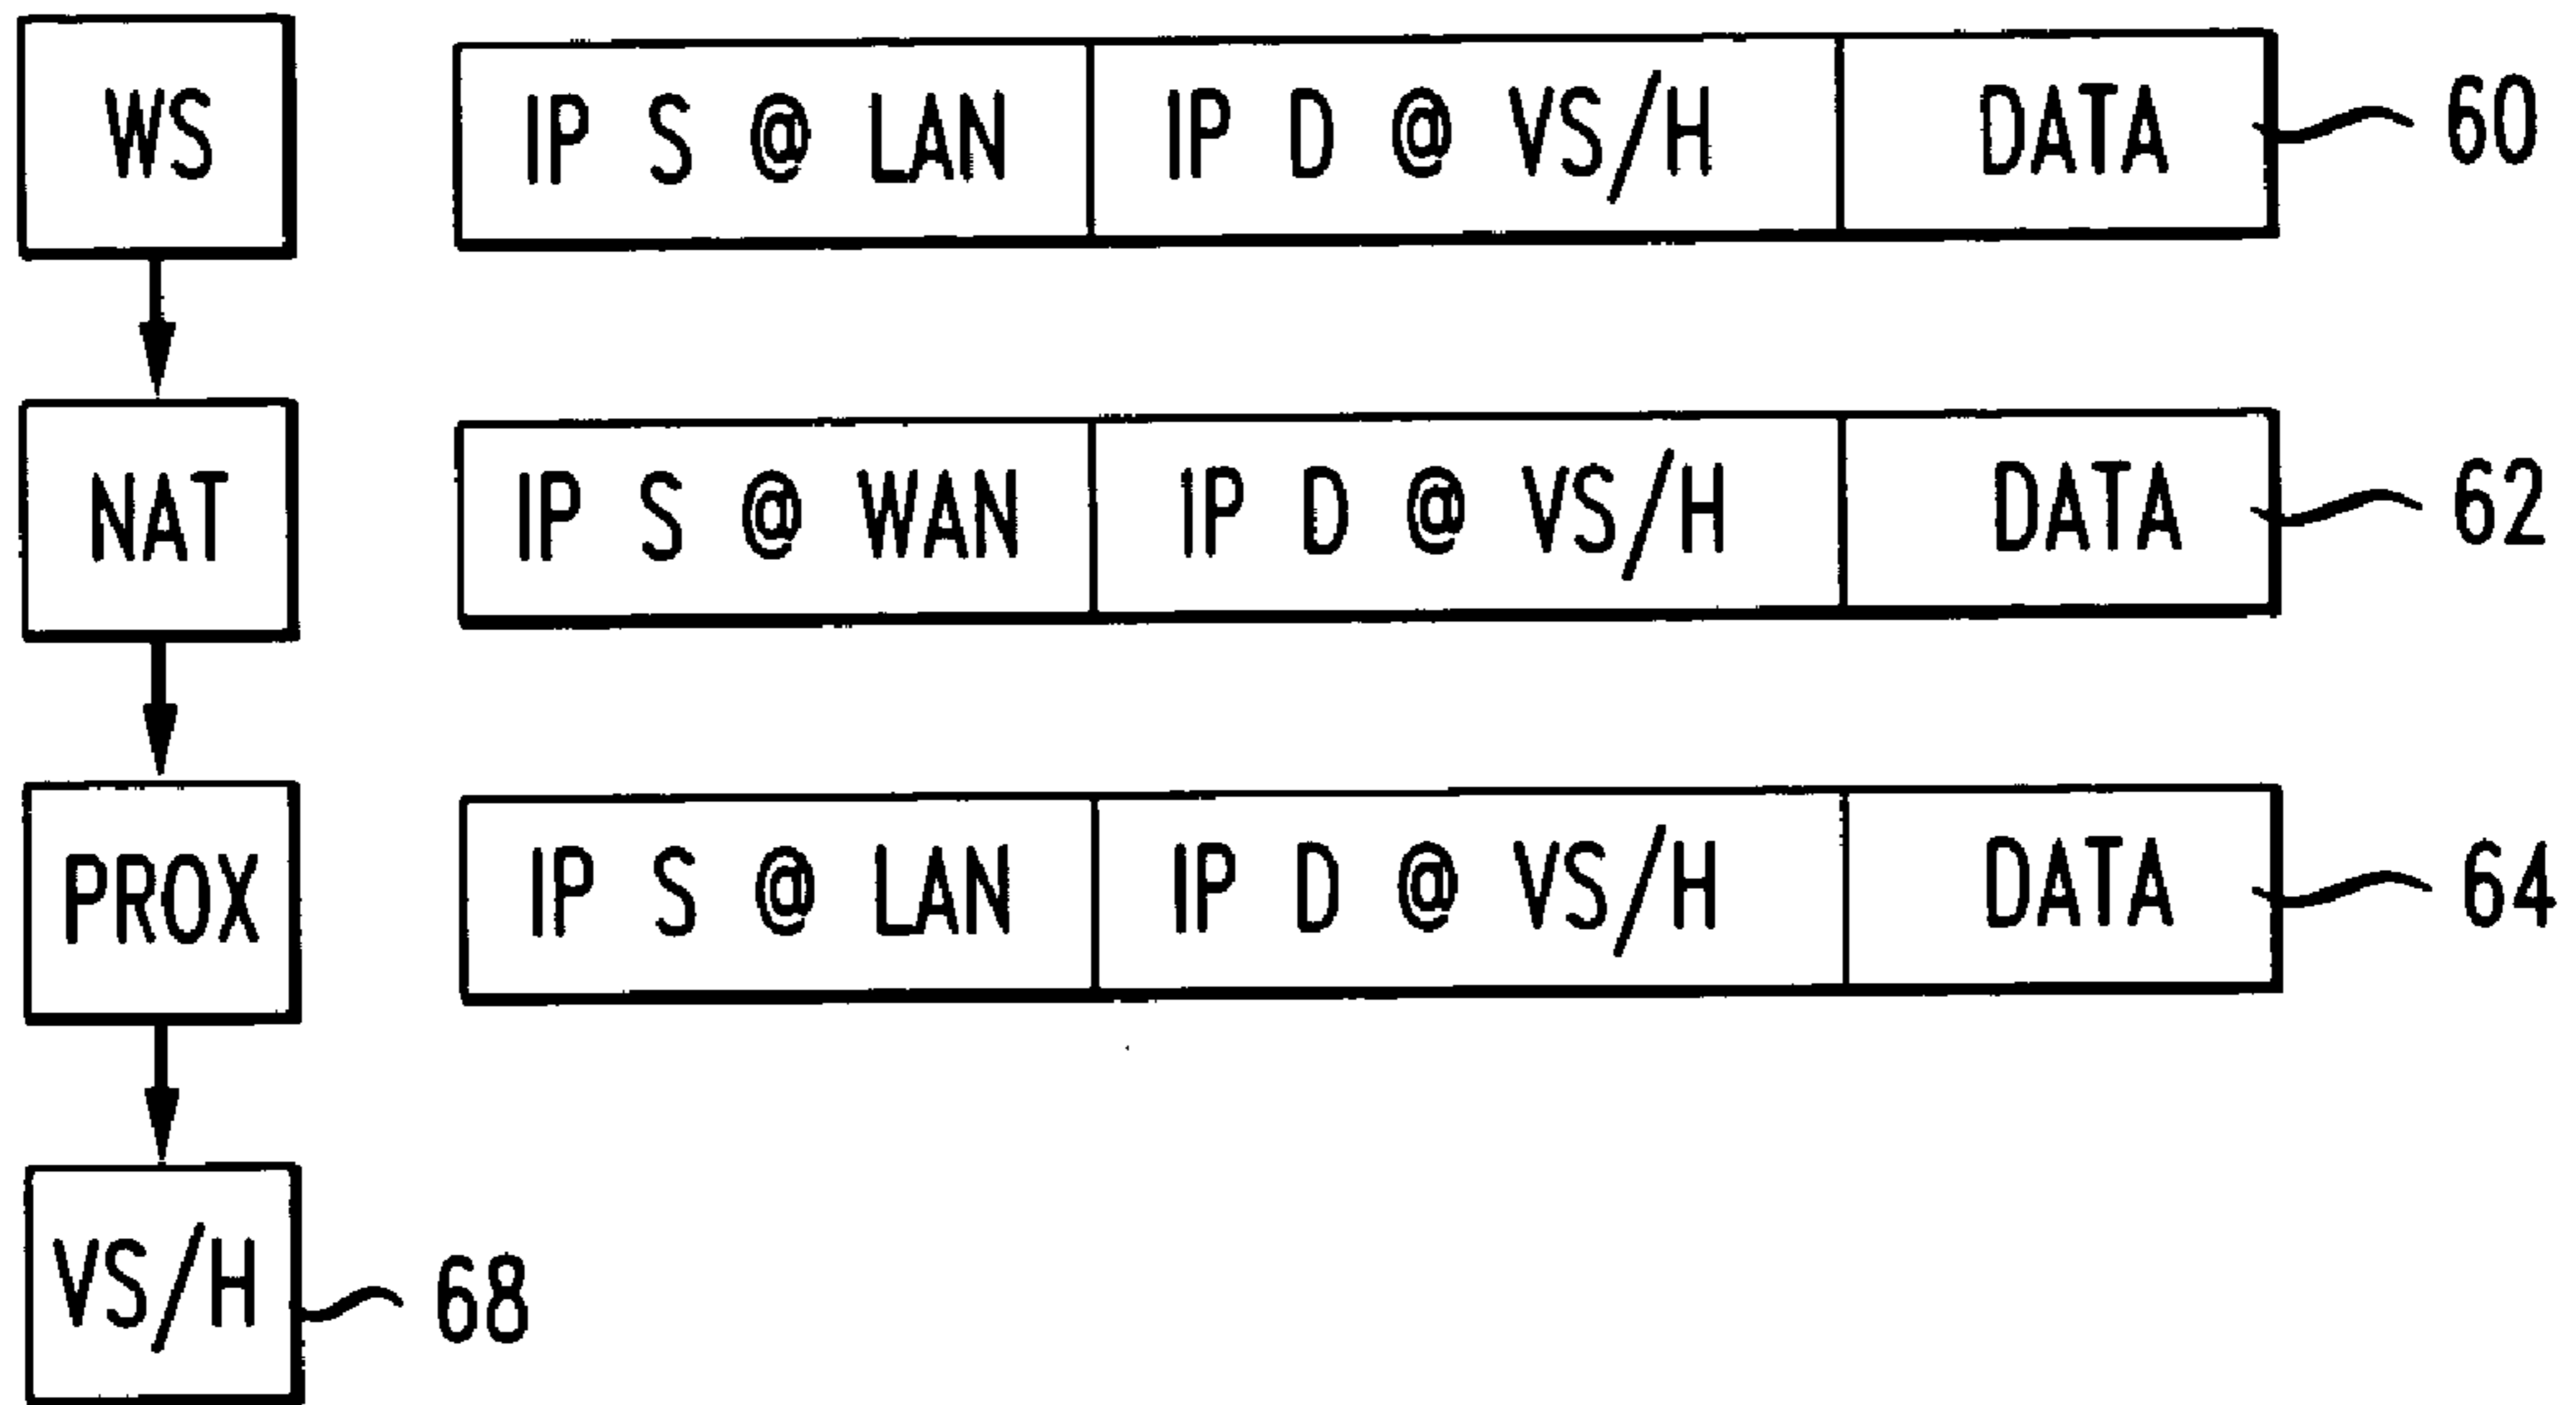 WS IP S @ LAN IP D @ VS/H DATA 60
NAT IP S @ WAN IP D @ VS/H DATA 62
PROX IP S @ LAN IP D @ VS/H DATA 64
VS/H 68